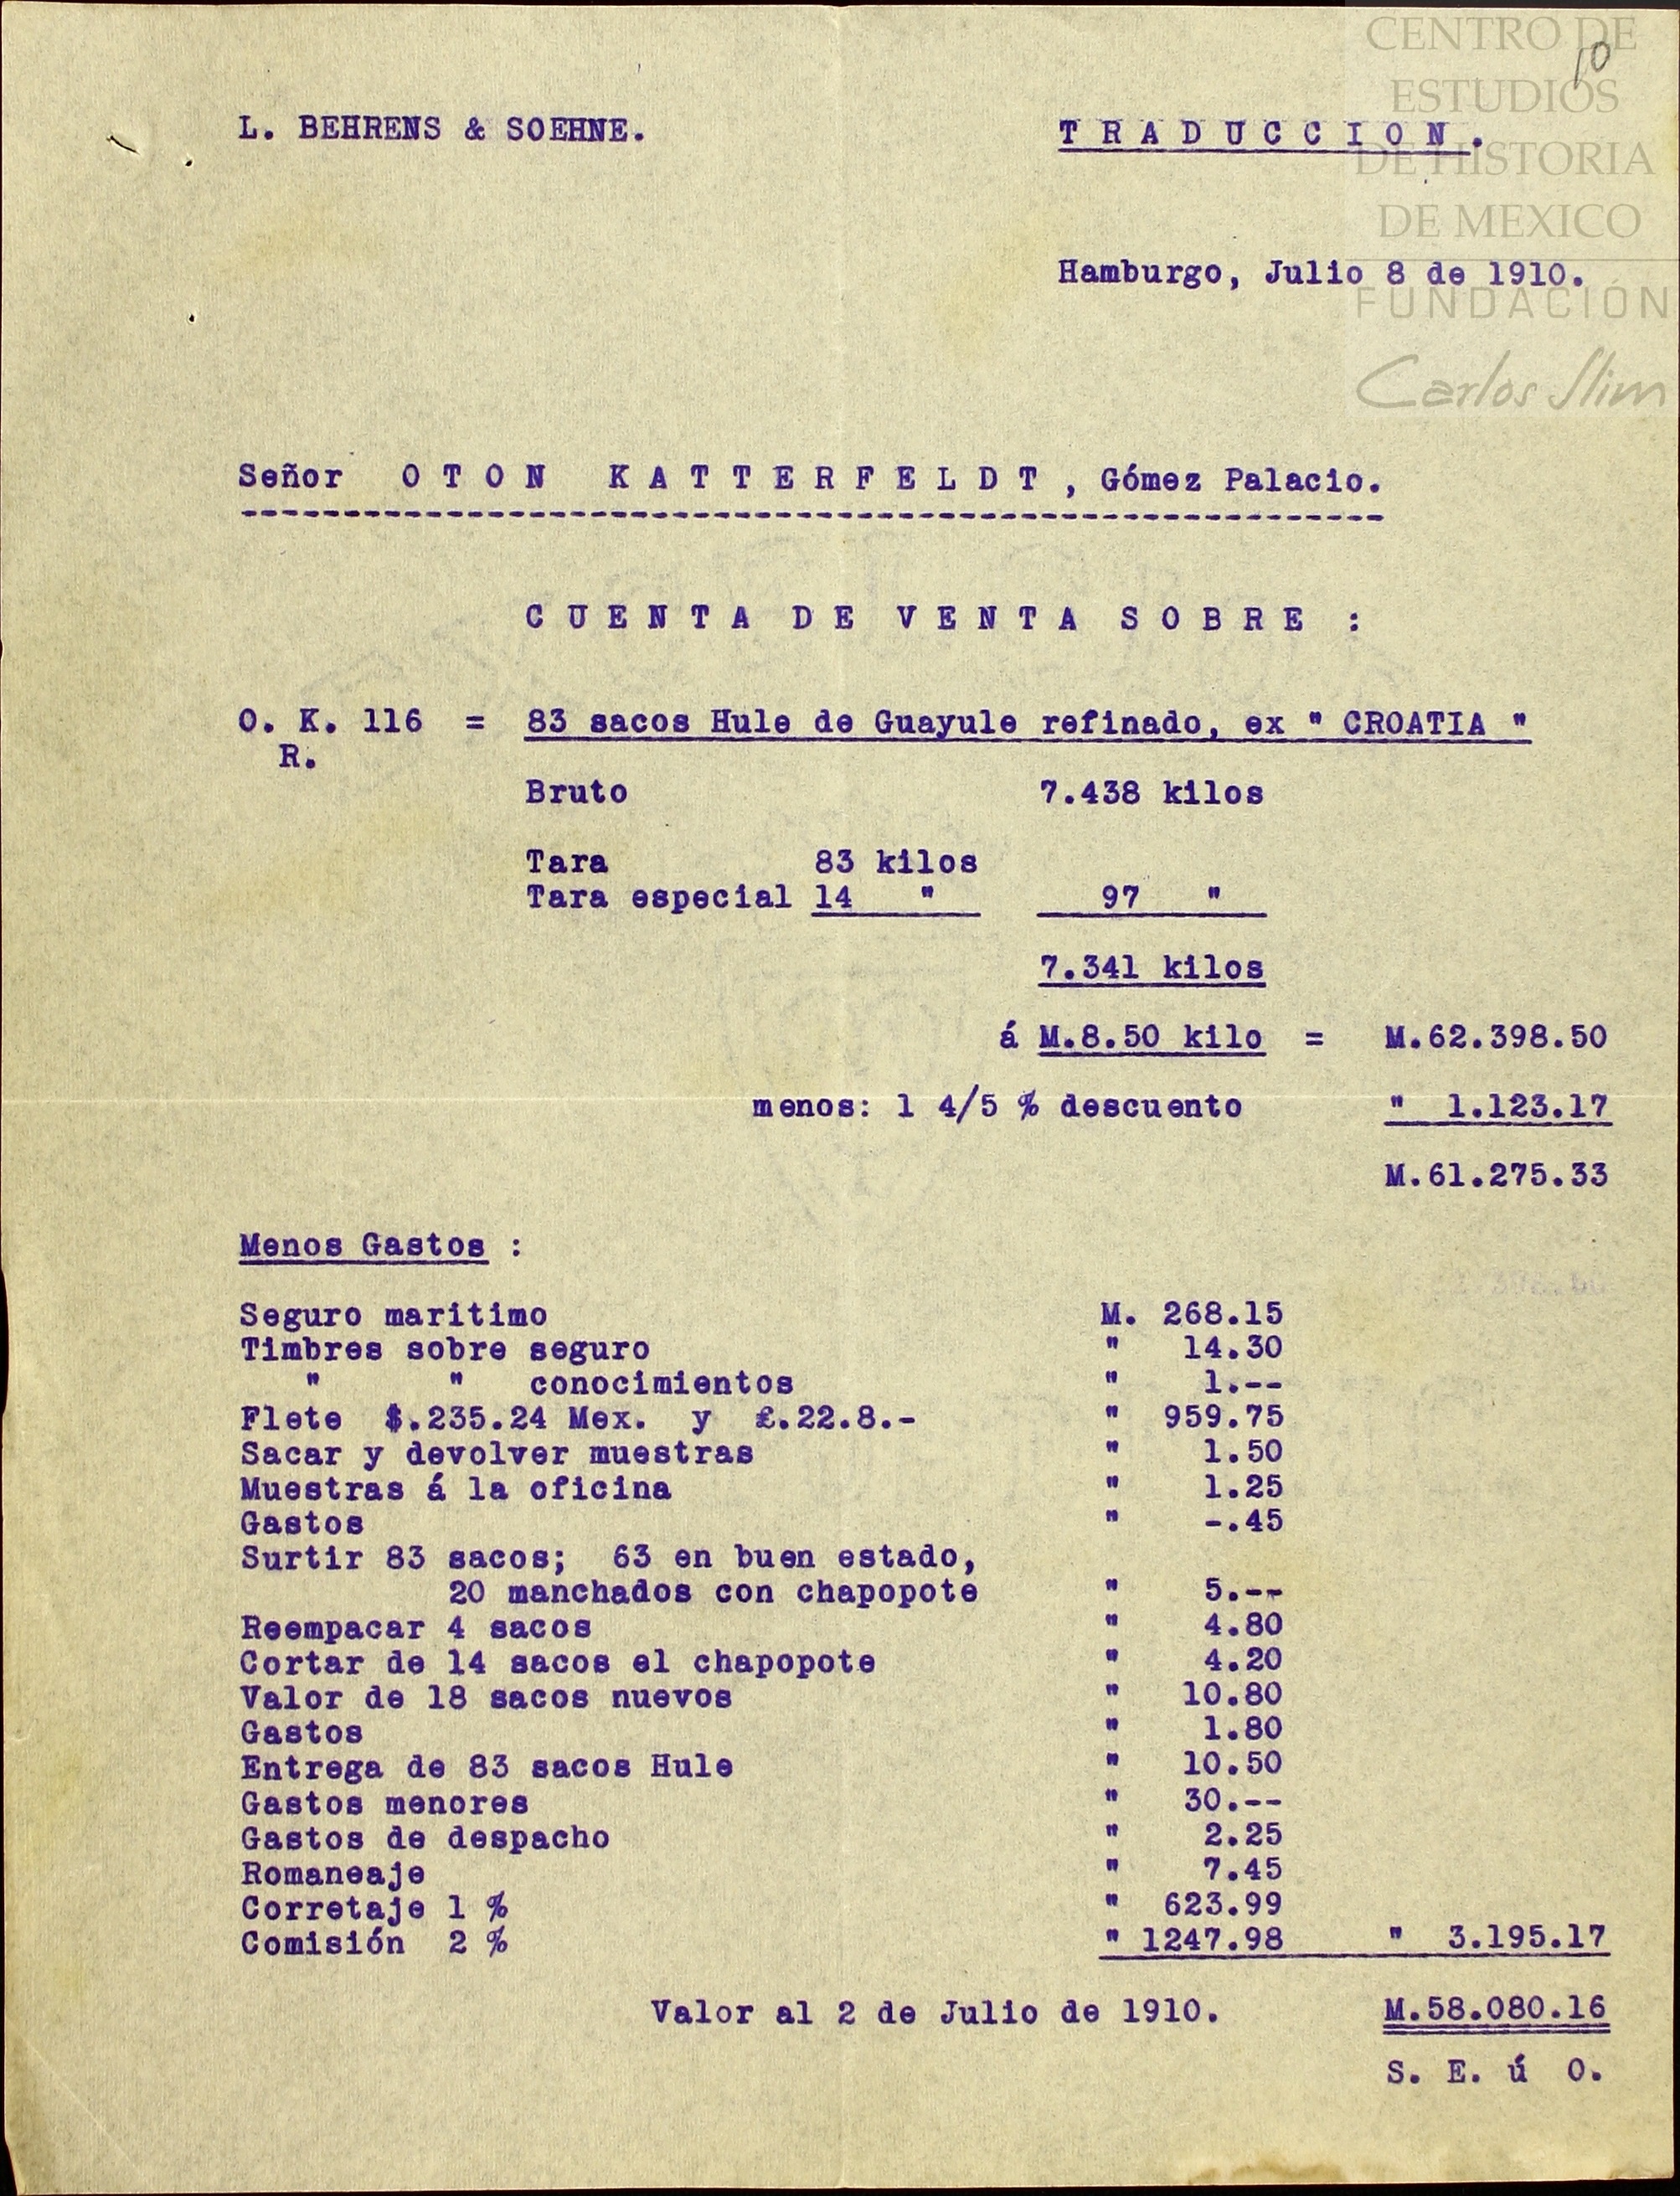 CENTRO DE
ESTUDIOS
DE HISTORIA
DE MEXICO
FUNDACIÓN
Carlos Slim
10
L. BEHRENS & SOEHNE.
T R A D U C C I O N .
Hamburgo, Julio 8 de 1910.
Señor O T O N K A T T E R F E L D T , Gómez Palacio.
C U E N T A D E V E N T A S O B R E :
O. K. 116 = 83 sacos Hule de Guayule refinado, ex " CROATIA "
R.
Bruto 7.438 kilos
Tara 83 kilos
Tara especial 14 " 97 "
7.341 kilos
á M.8.50 kilo = M.62.398.50
menos: 1 4/5 % descuento " 1.123.17
M.61.275.33
Menos Gastos :
Seguro maritimo M. 268.15
Timbres sobre seguro " 14.30
" " conocimientos " 1.--
Flete $.235.24 Mex. y £.22.8.- " 959.75
Sacar y devolver muestras " 1.50
Muestras á la oficina " 1.25
Gastos " -.45
Surtir 83 sacos; 63 en buen estado,
20 manchados con chapopote " 5.--
Reempacar 4 sacos " 4.80
Cortar de 14 sacos el chapopote " 4.20
Valor de 18 sacos nuevos " 10.80
Gastos " 1.80
Entrega de 83 sacos Hule " 10.50
Gastos menores " 30.--
Gastos de despacho " 2.25
Romaneaje " 7.45
Corretaje 1 % " 623.99
Comisión 2 % " 1247.98 " 3.195.17
Valor al 2 de Julio de 1910. M.58.080.16
S. E. ú O.